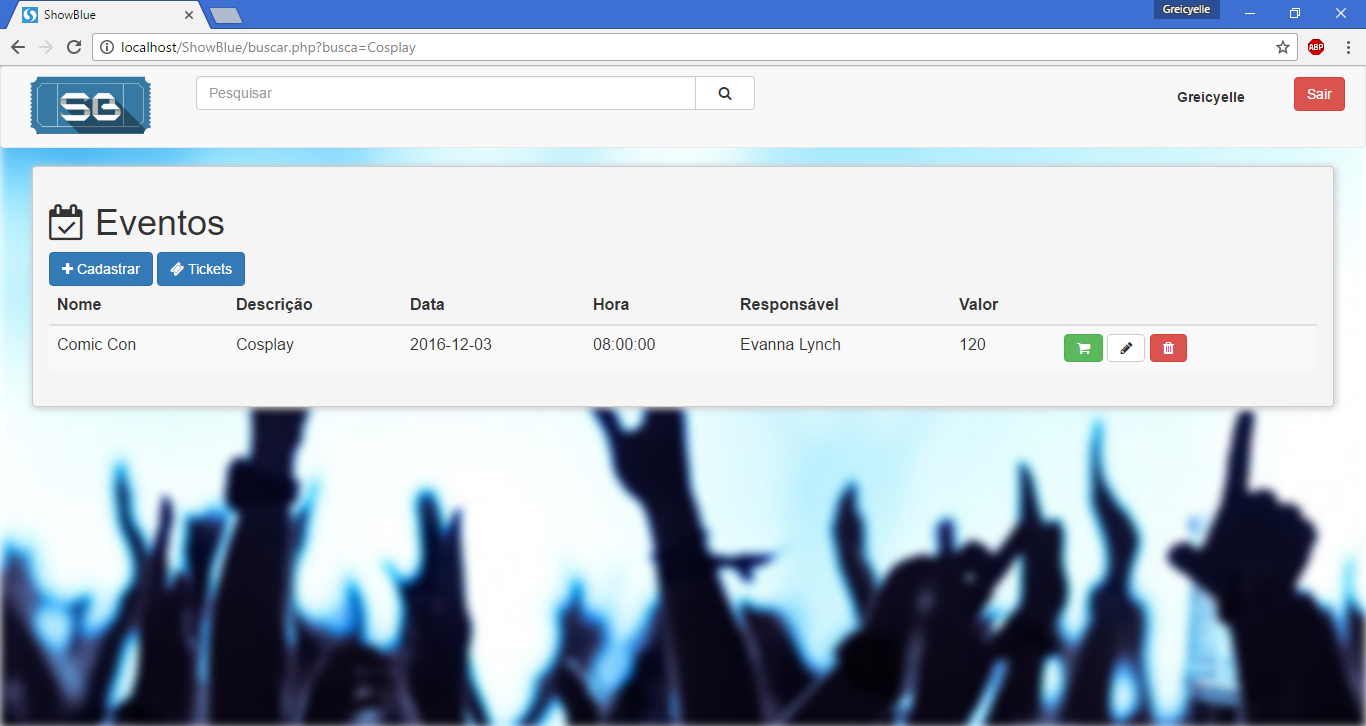 ShowBlue
Greicyelle
localhost/ShowBlue/buscar.php?busca=Cosplay
ABP
SB
Pesquisar
Greicyelle
Sair
Eventos
Cadastrar
Tickets
Nome Descrição Data Hora Responsável Valor
Comic Con Cosplay 2016-12-03 08:00:00 Evanna Lynch 120